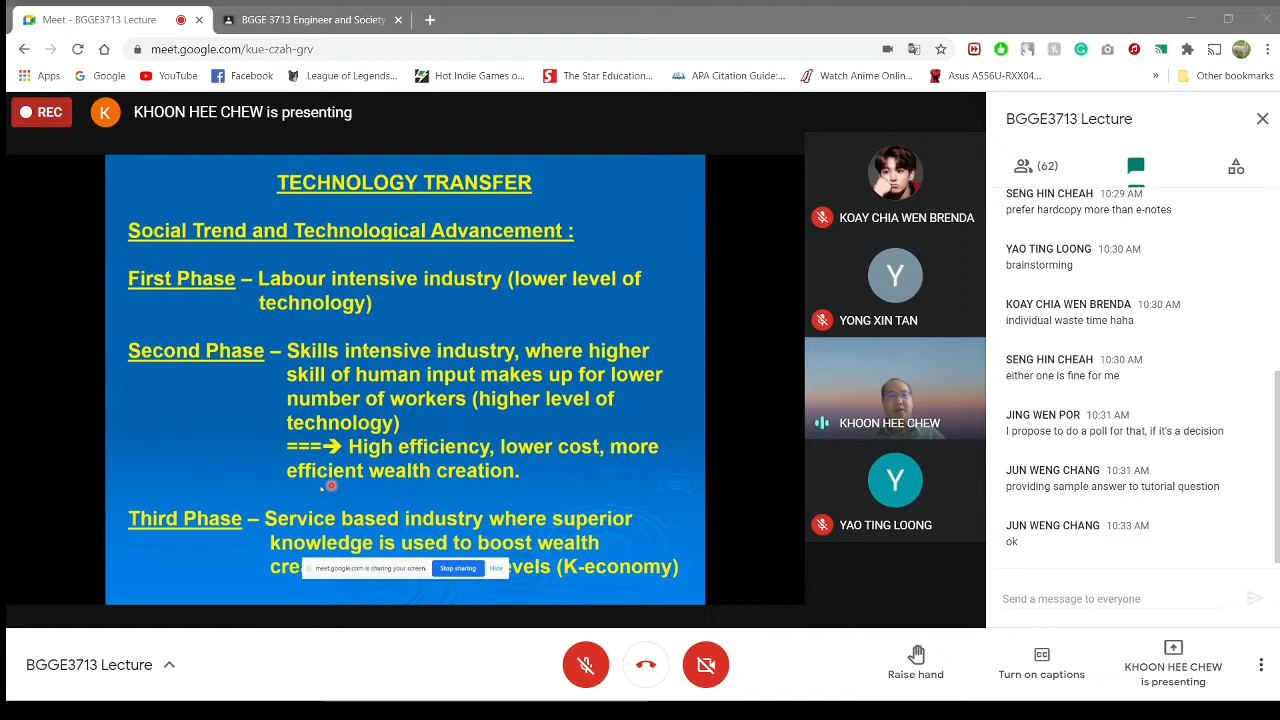 Meet - BGGE3713 Lecture
BGGE 3713 Engineer and Society
meet.google.com/kue-czah-grv
Apps
Google
YouTube
Facebook
League of Legends...
Hot Indie Games o...
The Star Education...
APA Citation Guide:...
Watch Anime Onlin...
Asus A556U-RXX04...
»
Other bookmarks
REC
K
KHOON HEE CHEW is presenting
TECHNOLOGY TRANSFER
Social Trend and Technological Advancement :
First Phase – Labour intensive industry (lower level of
technology)
Second Phase – Skills intensive industry, where higher
skill of human input makes up for lower
number of workers (higher level of
technology)
===➔ High efficiency, lower cost, more
efficient wealth creation.
Third Phase – Service based industry where superior
knowledge is used to boost wealth
cre
evels (K-economy)
meet.google.com is sharing your screen.
Stop sharing
Hide
KOAY CHIA WEN BRENDA
Y
YONG XIN TAN
KHOON HEE CHEW
Y
YAO TING LOONG
BGGE3713 Lecture
(62)
SENG HIN CHEAH 10:29 AM
prefer hardcopy more than e-notes
YAO TING LOONG 10:30 AM
brainstorming
KOAY CHIA WEN BRENDA 10:30 AM
individual waste time haha
SENG HIN CHEAH 10:30 AM
either one is fine for me
JING WEN POR 10:31 AM
I propose to do a poll for that, if it's a decision
JUN WENG CHANG 10:31 AM
providing sample answer to tutorial question
JUN WENG CHANG 10:33 AM
ok
Send a message to everyone
BGGE3713 Lecture
Raise hand
Turn on captions
KHOON HEE CHEW
is presenting